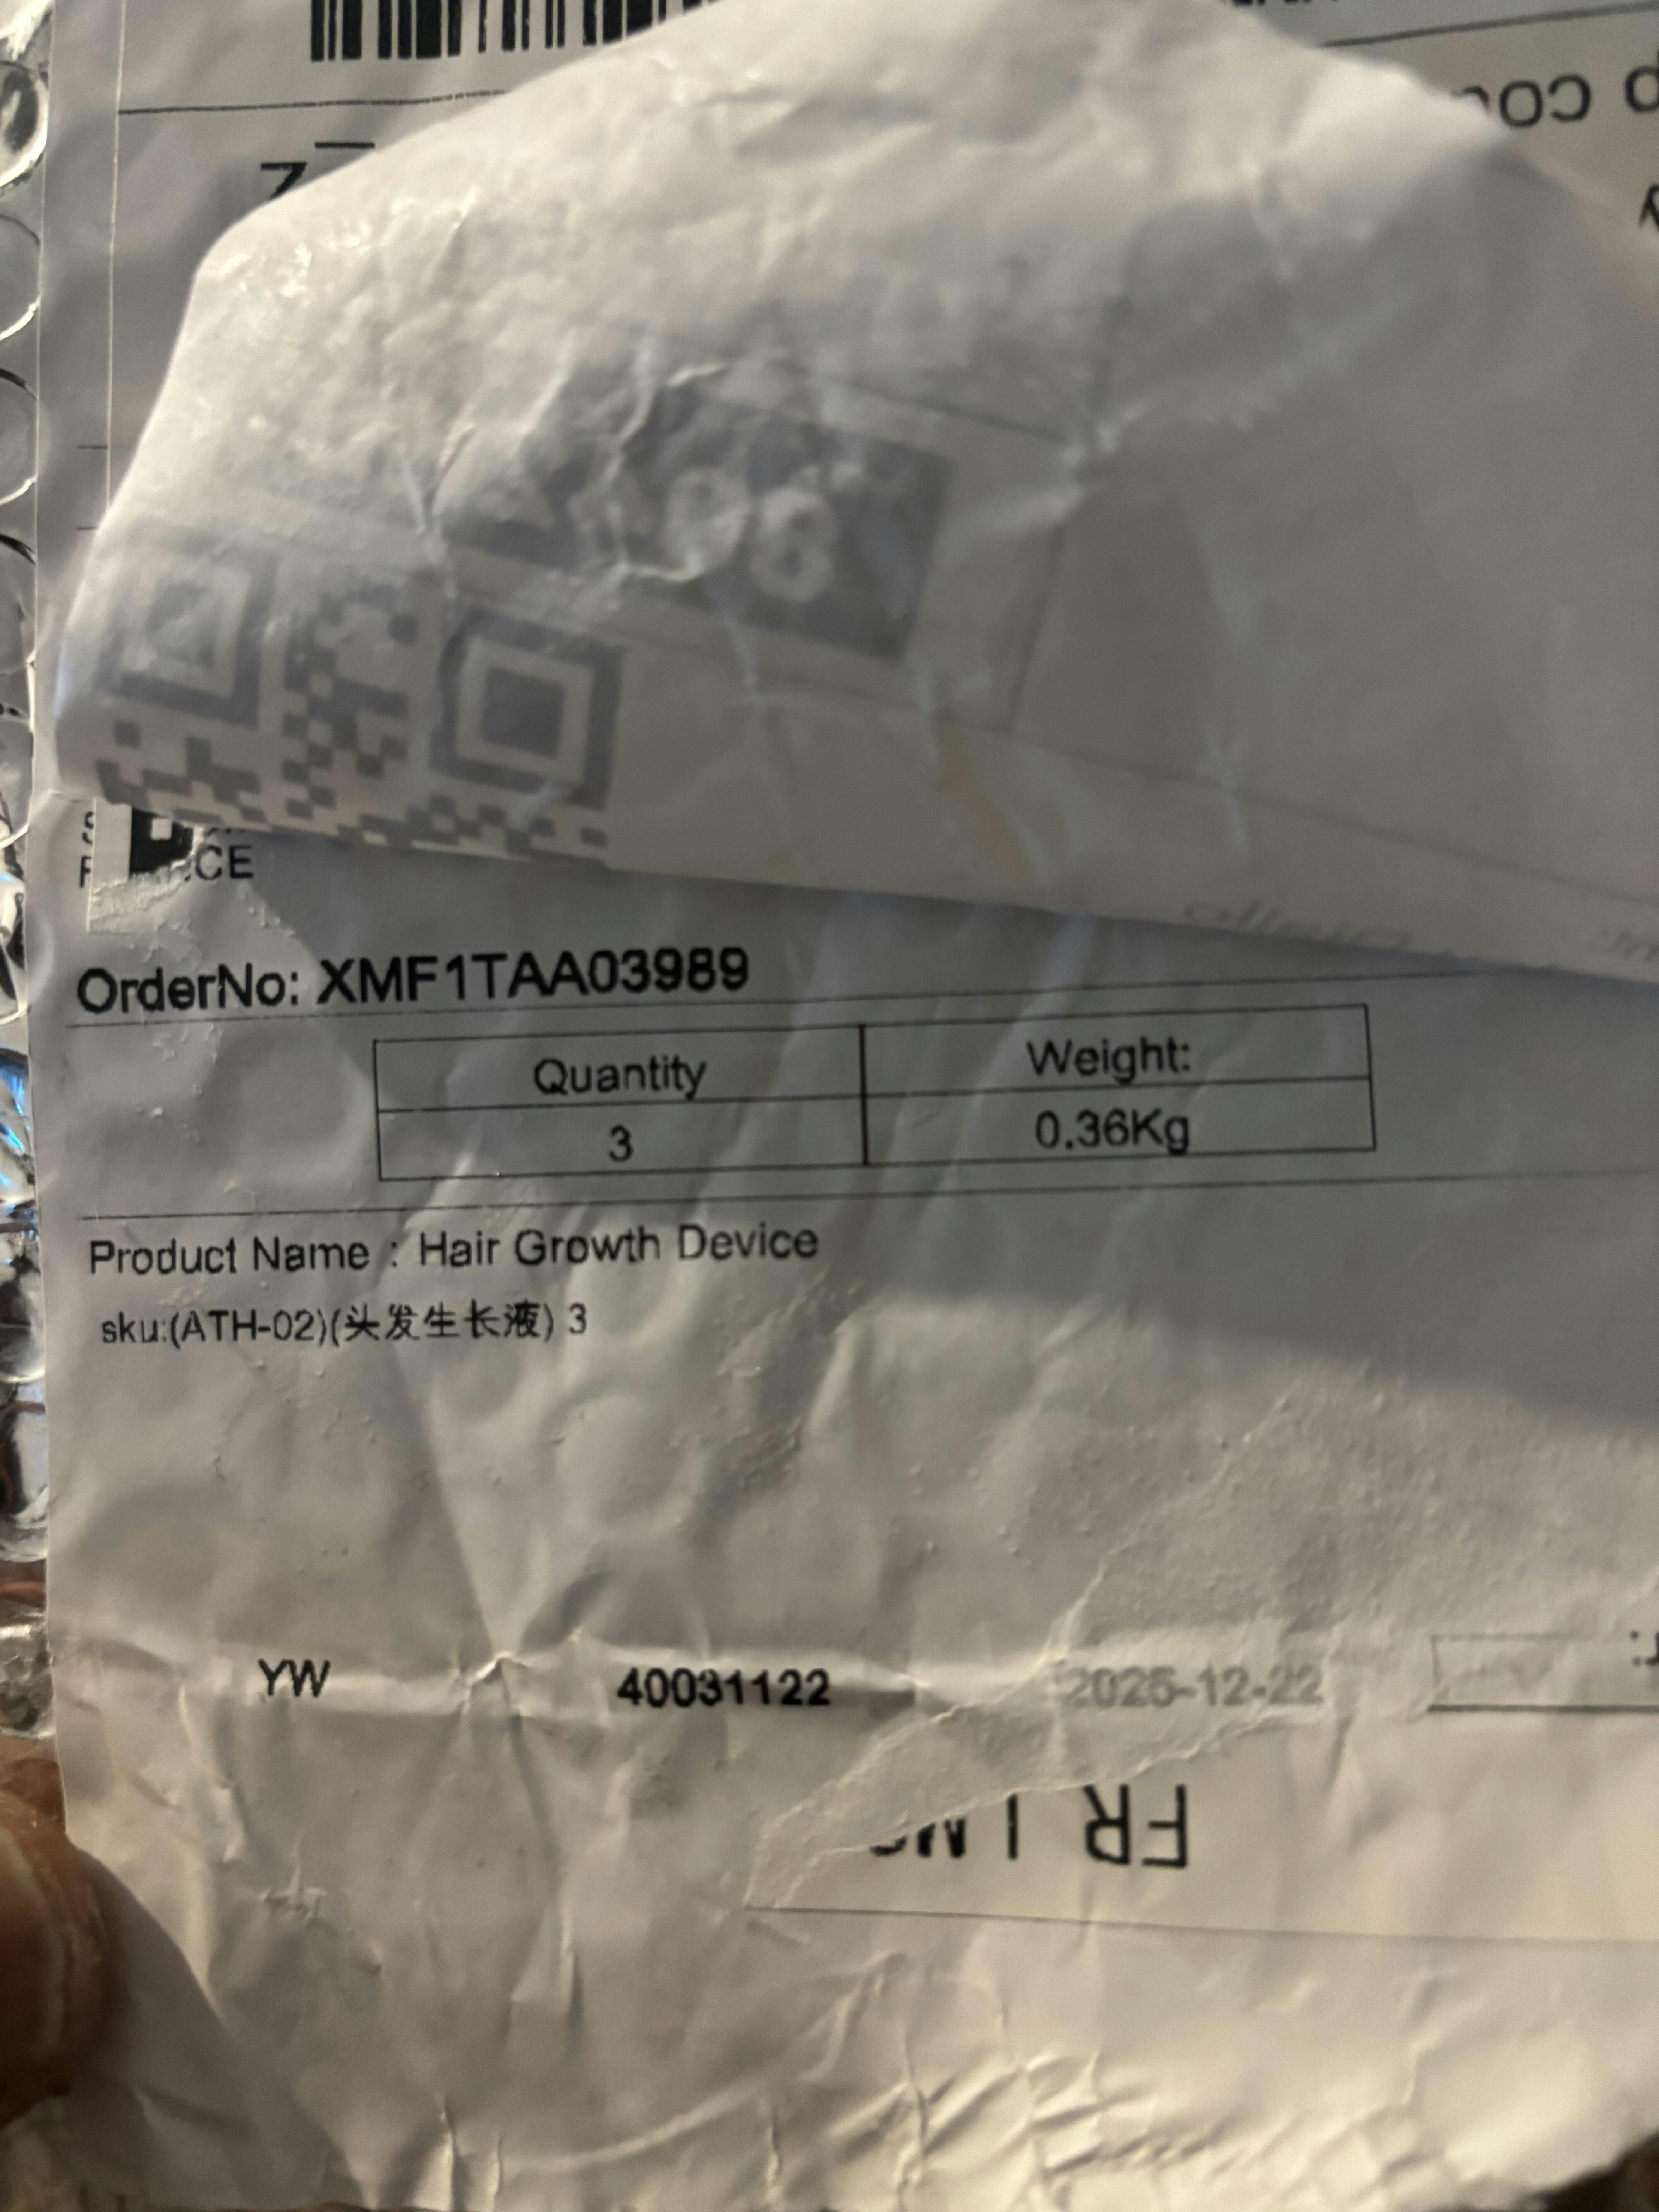 CE
OrderNo: XMF1TAA03989
Quantity Weight:
3 0.36Kg
Product Name : Hair Growth Device
sku:(ATH-02)(头发生长液) 3
YW 40031122 2025-12-22
FR